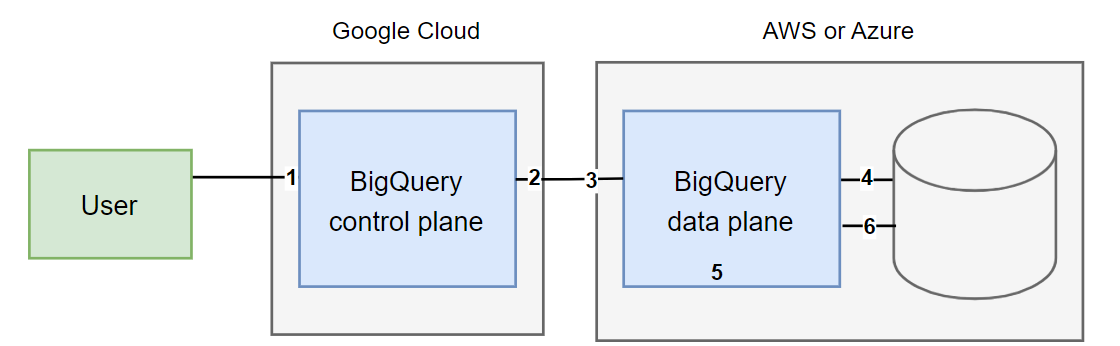 Google Cloud
AWS or Azure
User
1
BigQuery
control plane
2
3
BigQuery
data plane
5
4
6